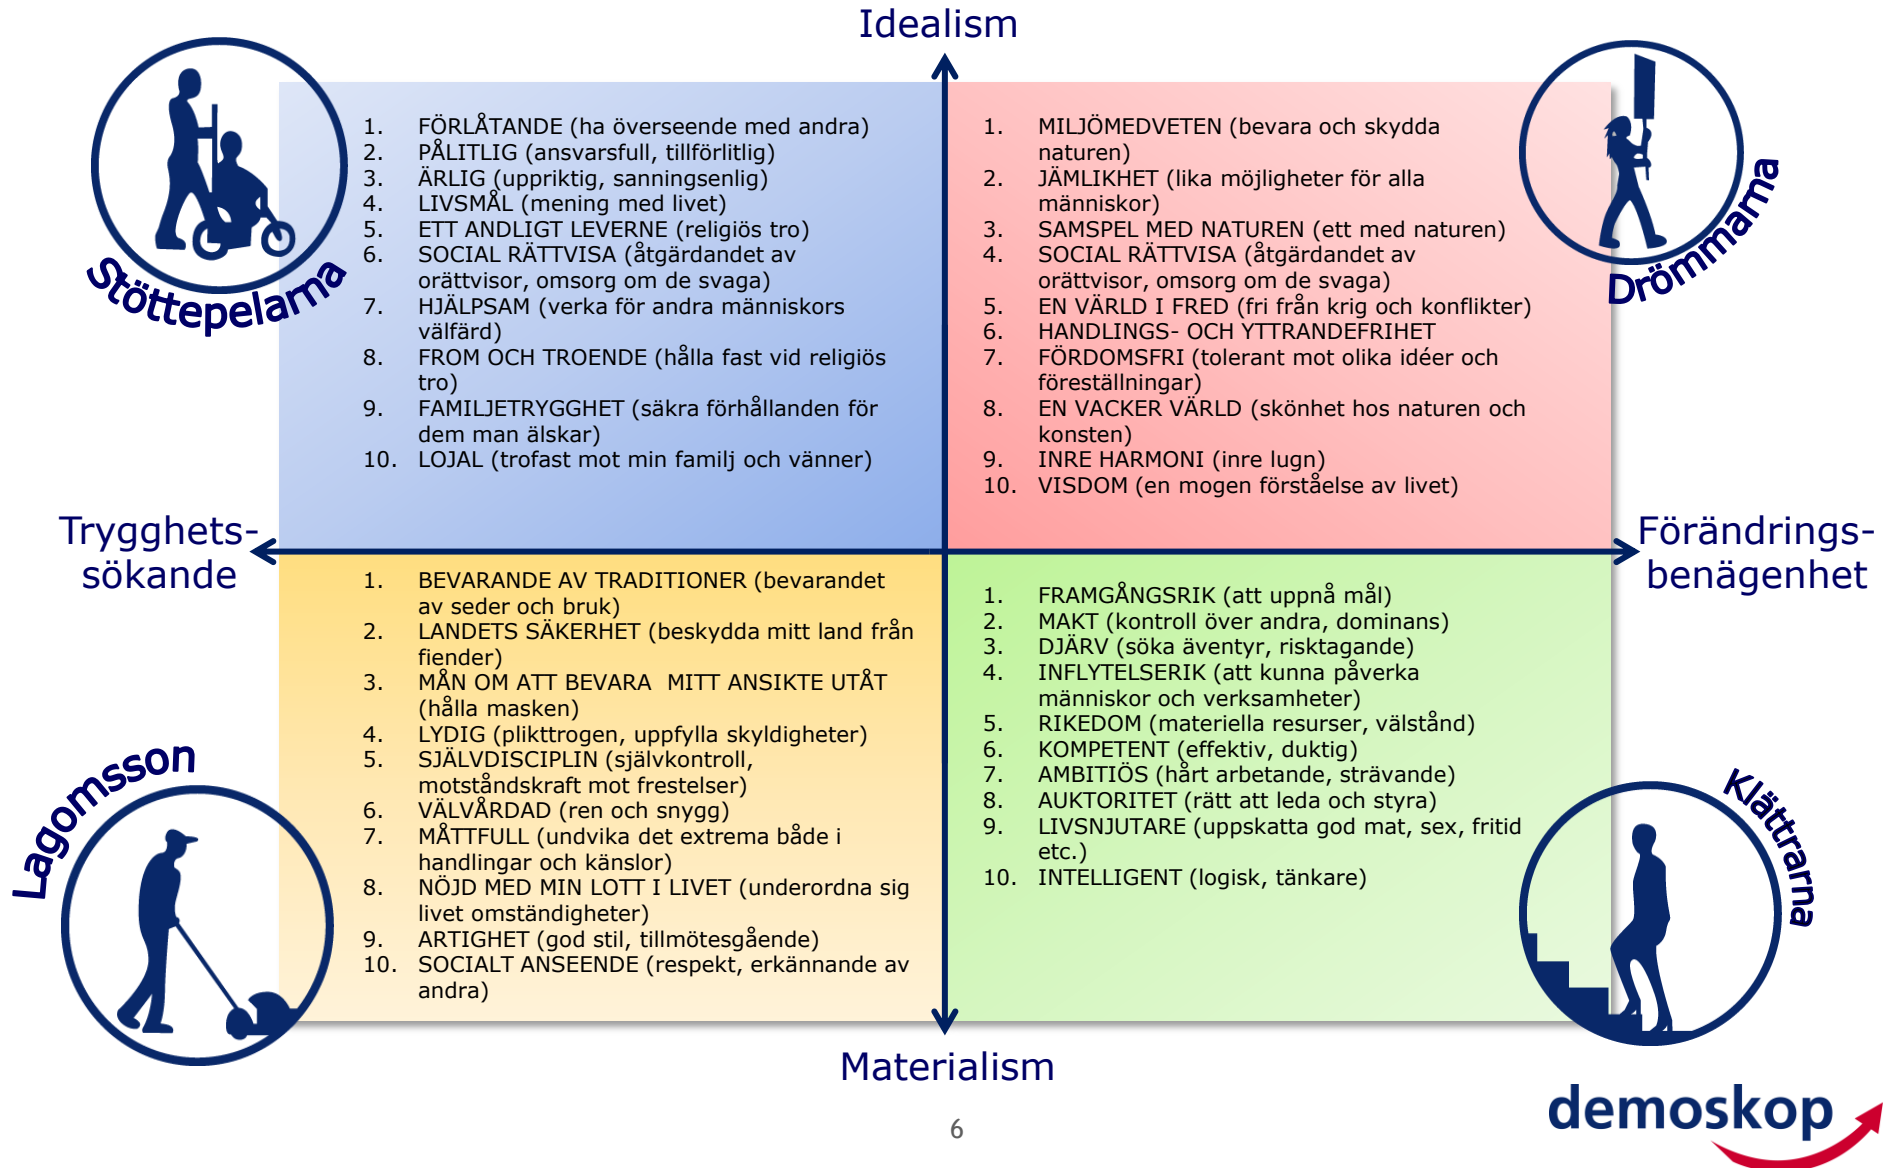 Idealism
Stöttepelarna
1. FÖRLÅTANDE (ha överseende med andra)
2. PÅLITLIG (ansvarsfull, tillförlitlig)
3. ÄRLIG (uppriktig, sanningsenlig)
4. LIVSMÅL (mening med livet)
5. ETT ANDLIGT LEVERNE (religiös tro)
6. SOCIAL RÄTTVISA (åtgärdandet av
orättvisor, omsorg om de svaga)
7. HJÄLPSAM (verka för andra människors
välfärd)
8. FROM OCH TROENDE (hålla fast vid religiös
tro)
9. FAMILJETRYGGHET (säkra förhållanden för
dem man älskar)
10. LOJAL (trofast mot min familj och vänner)
Drömmarna
1. MILJÖMEDVETEN (bevara och skydda
naturen)
2. JÄMLIKHET (lika möjligheter för alla
människor)
3. SAMSPEL MED NATUREN (ett med naturen)
4. SOCIAL RÄTTVISA (åtgärdandet av
orättvisor, omsorg om de svaga)
5. EN VÄRLD I FRED (fri från krig och konflikter)
6. HANDLINGS- OCH YTTRANDEFRIHET
7. FÖRDOMSFRI (tolerant mot olika idéer och
föreställningar)
8. EN VACKER VÄRLD (skönhet hos naturen och
konsten)
9. INRE HARMONI (inre lugn)
10. VISDOM (en mogen förståelse av livet)
Trygghets-
sökande
Förändrings-
benägenhet
Lagomsson
1. BEVARANDE AV TRADITIONER (bevarandet
av seder och bruk)
2. LANDETS SÄKERHET (beskydda mitt land från
fiender)
3. MÅN OM ATT BEVARA  MITT ANSIKTE UTÅT
(hålla masken)
4. LYDIG (plikttrogen, uppfylla skyldigheter)
5. SJÄLVDISCIPLIN (självkontroll,
motståndskraft mot frestelser)
6. VÄLVÅRDAD (ren och snygg)
7. MÅTTFULL (undvika det extrema både i
handlingar och känslor)
8. NÖJD MED MIN LOTT I LIVET (underordna sig
livet omständigheter)
9. ARTIGHET (god stil, tillmötesgående)
10. SOCIALT ANSEENDE (respekt, erkännande av
andra)
Klättrarna
1. FRAMGÅNGSRIK (att uppnå mål)
2. MAKT (kontroll över andra, dominans)
3. DJÄRV (söka äventyr, risktagande)
4. INFLYTELSERIK (att kunna påverka
människor och verksamheter)
5. RIKEDOM (materiella resurser, välstånd)
6. KOMPETENT (effektiv, duktig)
7. AMBITIÖS (hårt arbetande, strävande)
8. AUKTORITET (rätt att leda och styra)
9. LIVSNJUTARE (uppskatta god mat, sex, fritid
etc.)
10. INTELLIGENT (logisk, tänkare)
Materialism
6
demoskop